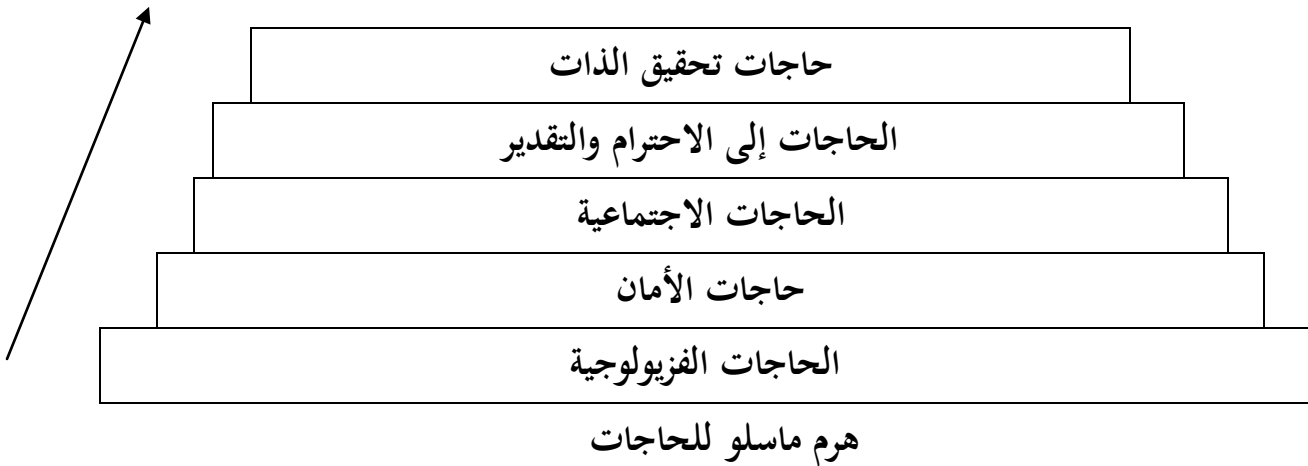 حاجات تحقيق الذات
الحاجات إلى الاحترام والتقدير
الحاجات الاجتماعية
حاجات الأمان
الحاجات الفزيولوجية
هرم ماسلو للحاجات